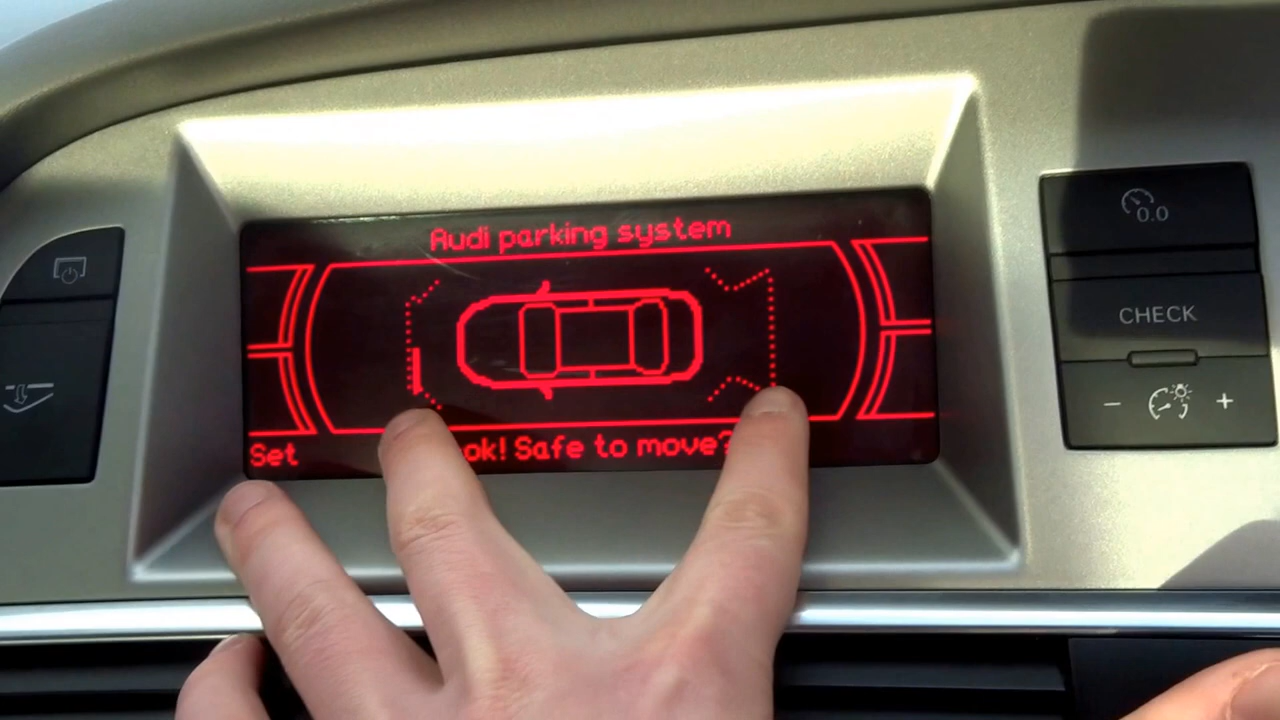 Audi parking system
ok! Safe to move?
Set
0.0
CHECK
- +